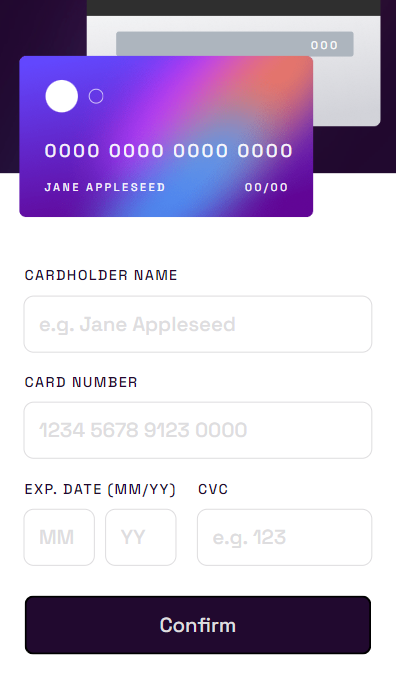 000
0000 0000 0000 0000
JANE APPLESEED 00/00
CARDHOLDER NAME
e.g. Jane Appleseed
CARD NUMBER
1234 5678 9123 0000
EXP. DATE (MM/YY) CVC
MM YY e.g. 123
Confirm